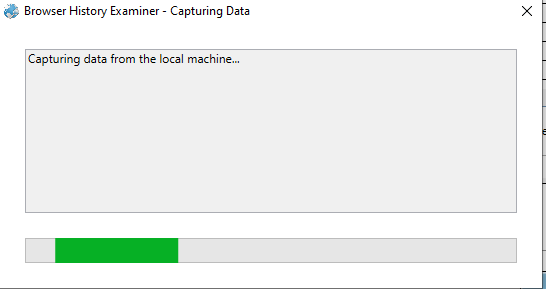 Browser History Examiner - Capturing Data
Capturing data from the local machine...